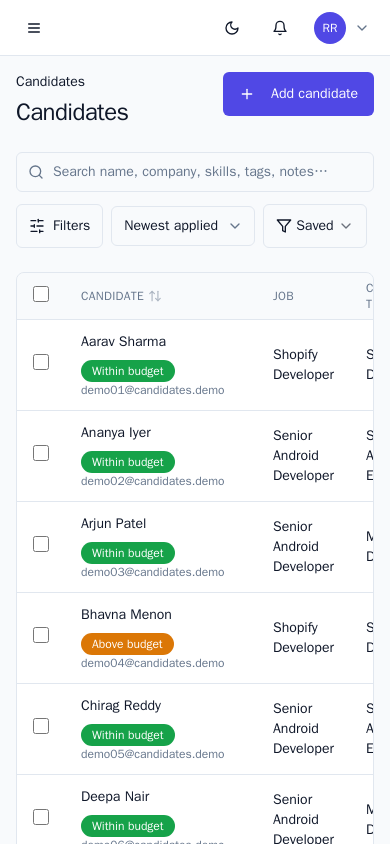 RR
Candidates
Candidates
Add candidate
Search name, company, skills, tags, notes···
Filters
Newest applied
Saved
CANDIDATE
JOB
Aarav Sharma
Within budget
demo01@candidates.demo
Shopify
Developer
Ananya Iyer
Within budget
demo02@candidates.demo
Senior
Android
Developer
Arjun Patel
Within budget
demo03@candidates.demo
Senior
Android
Developer
Bhavna Menon
Above budget
demo04@candidates.demo
Shopify
Developer
Chirag Reddy
Within budget
demo05@candidates.demo
Senior
Android
Developer
Deepa Nair
Within budget
Senior
Android
Developer